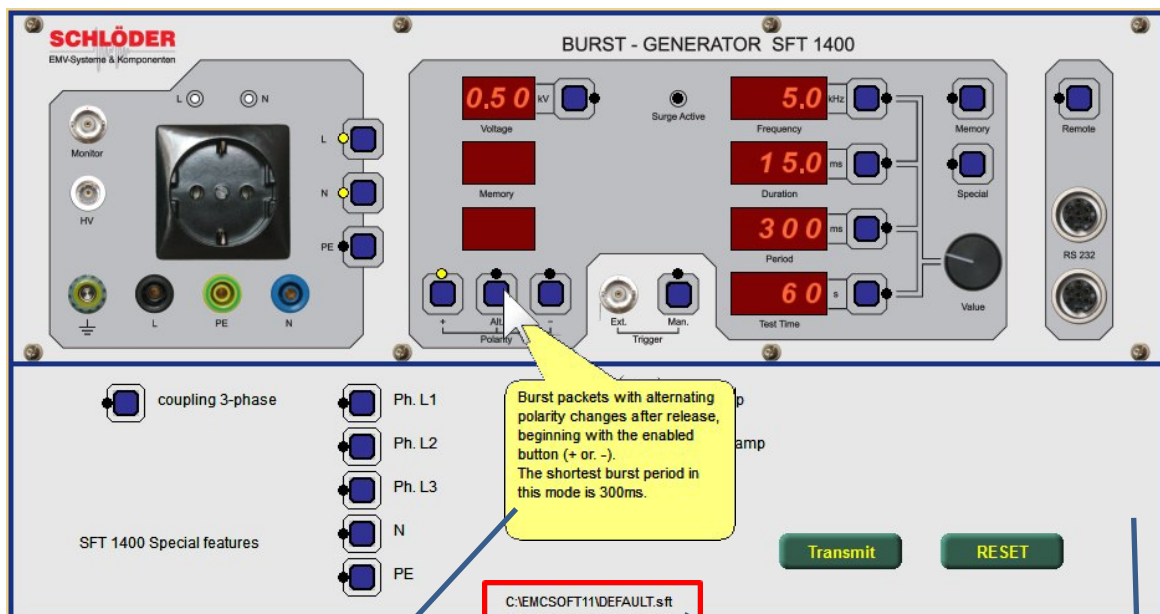 SCHLÖDER
EMV-Systeme & Komponenten
BURST - GENERATOR SFT 1400
L
N
Monitor
HV
L
N
PE
L
PE
N
0.50
kV
Voltage
Memory
Surge Active
5.0
kHz
Frequency
15.0
ms
Duration
300
ms
Period
60
s
Test Time
Memory
Special
Value
Remote
RS 232
+
Alt.
-
Polarity
Ext.
Man.
Trigger
coupling 3-phase
Ph. L1
Ph. L2
Ph. L3
N
PE
SFT 1400 Special features
Burst packets with alternating
polarity changes after release,
beginning with the enabled
button (+ or. -).
The shortest burst period in
this mode is 300ms.
Transmit
RESET
C:\EMCSOFT11\DEFAULT.sft